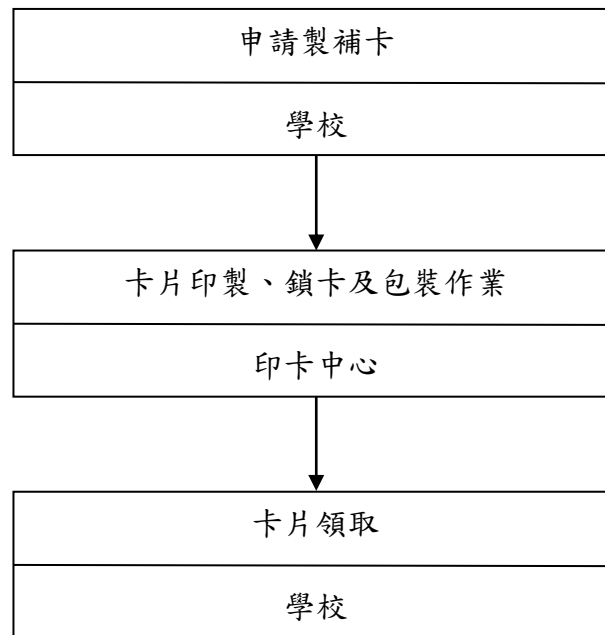 申請製補卡
學校
卡片印製、鎖卡及包裝作業
印卡中心
卡片領取
學校